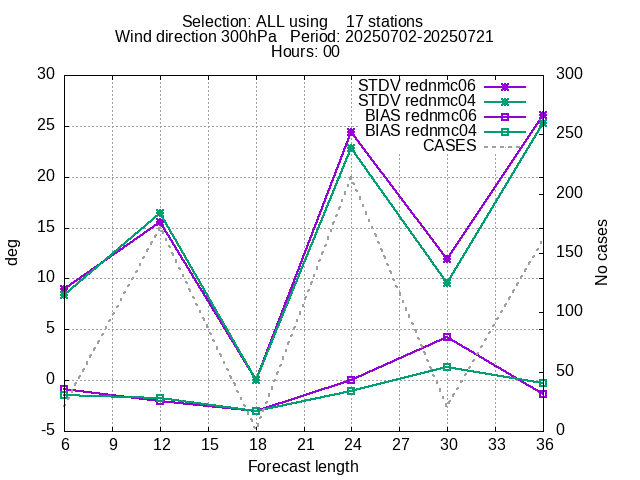 Selection: ALL using    17 stations
Wind direction 300hPa   Period: 20250702-20250721
Hours: 00
STDV rednmc06
STDV rednmc04
BIAS rednmc06
BIAS rednmc04
CASES
30
25
20
15
10
5
0
-5
deg
300
250
200
150
100
50
0
No cases
6 9 12 15 18 21 24 27 30 33 36
Forecast length